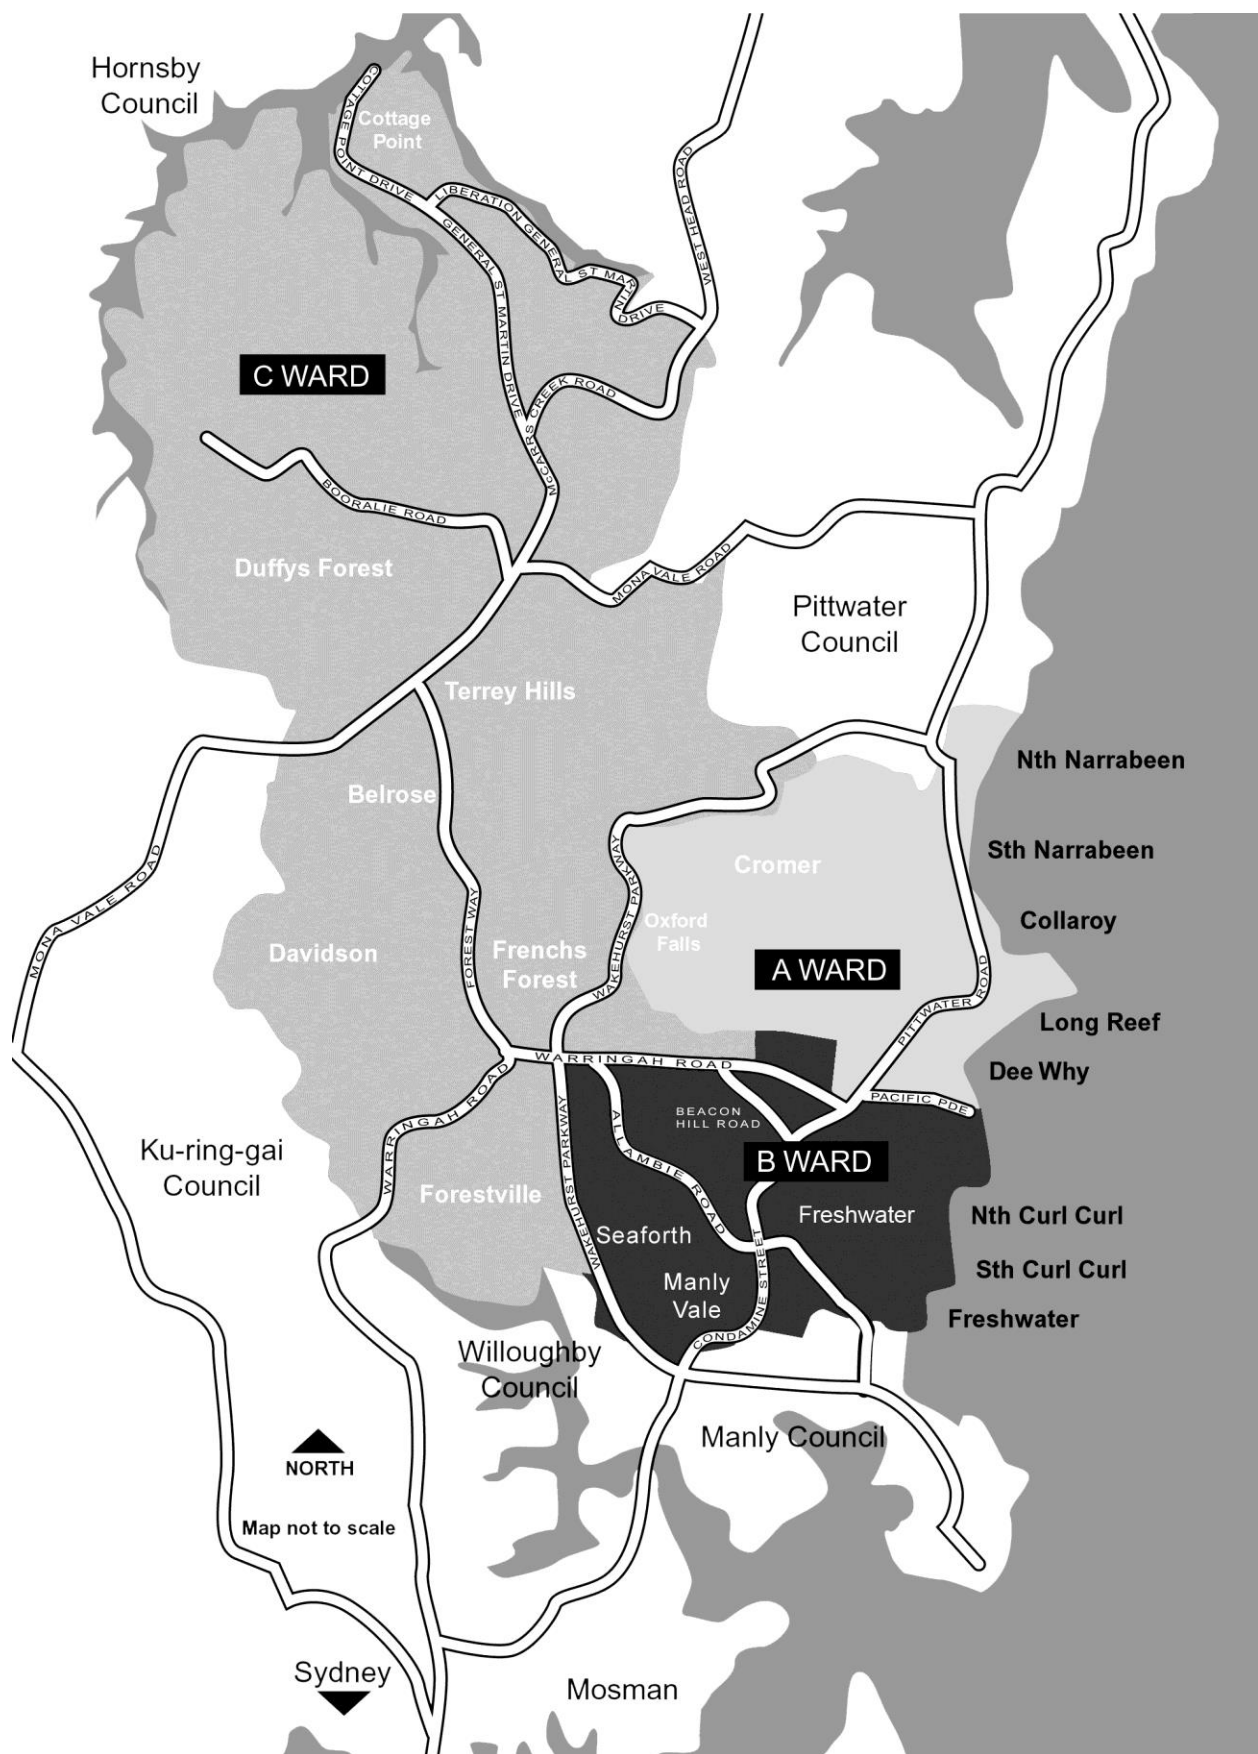 Hornsby
Council
COTTAGE POINT DRIVE
Cottage
Point
LIBERATION GENERAL ST MARTIN DRIVE
GENERAL ST MARTIN DRIVE
WEST HEAD ROAD
C WARD
McCARRS CREEK ROAD
BOORALIE ROAD
Duffys Forest
MONA VALE ROAD
Pittwater
Council
Terrey Hills
Nth Narrabeen
Belrose
Sth Narrabeen
MONA VALE ROAD
FOREST WAY
WAKEHURST PARKWAY
Cromer
Collaroy
Oxford
Falls
Davidson
Frenchs
Forest
A WARD
PITTWATER ROAD
Long Reef
WARRINGAH ROAD
Dee Why
WARRINGAH ROAD
PACIFIC PDE
BEACON
HILL ROAD
WAKEHURST PARKWAY
ALLAMBIE ROAD
Ku-ring-gai
Council
B WARD
Forestville
Freshwater
Nth Curl Curl
Seaforth
CONDAMINE STREET
Sth Curl Curl
Manly
Vale
Freshwater
Willoughby
Council
Manly Council
NORTH
Map not to scale
Sydney
Mosman